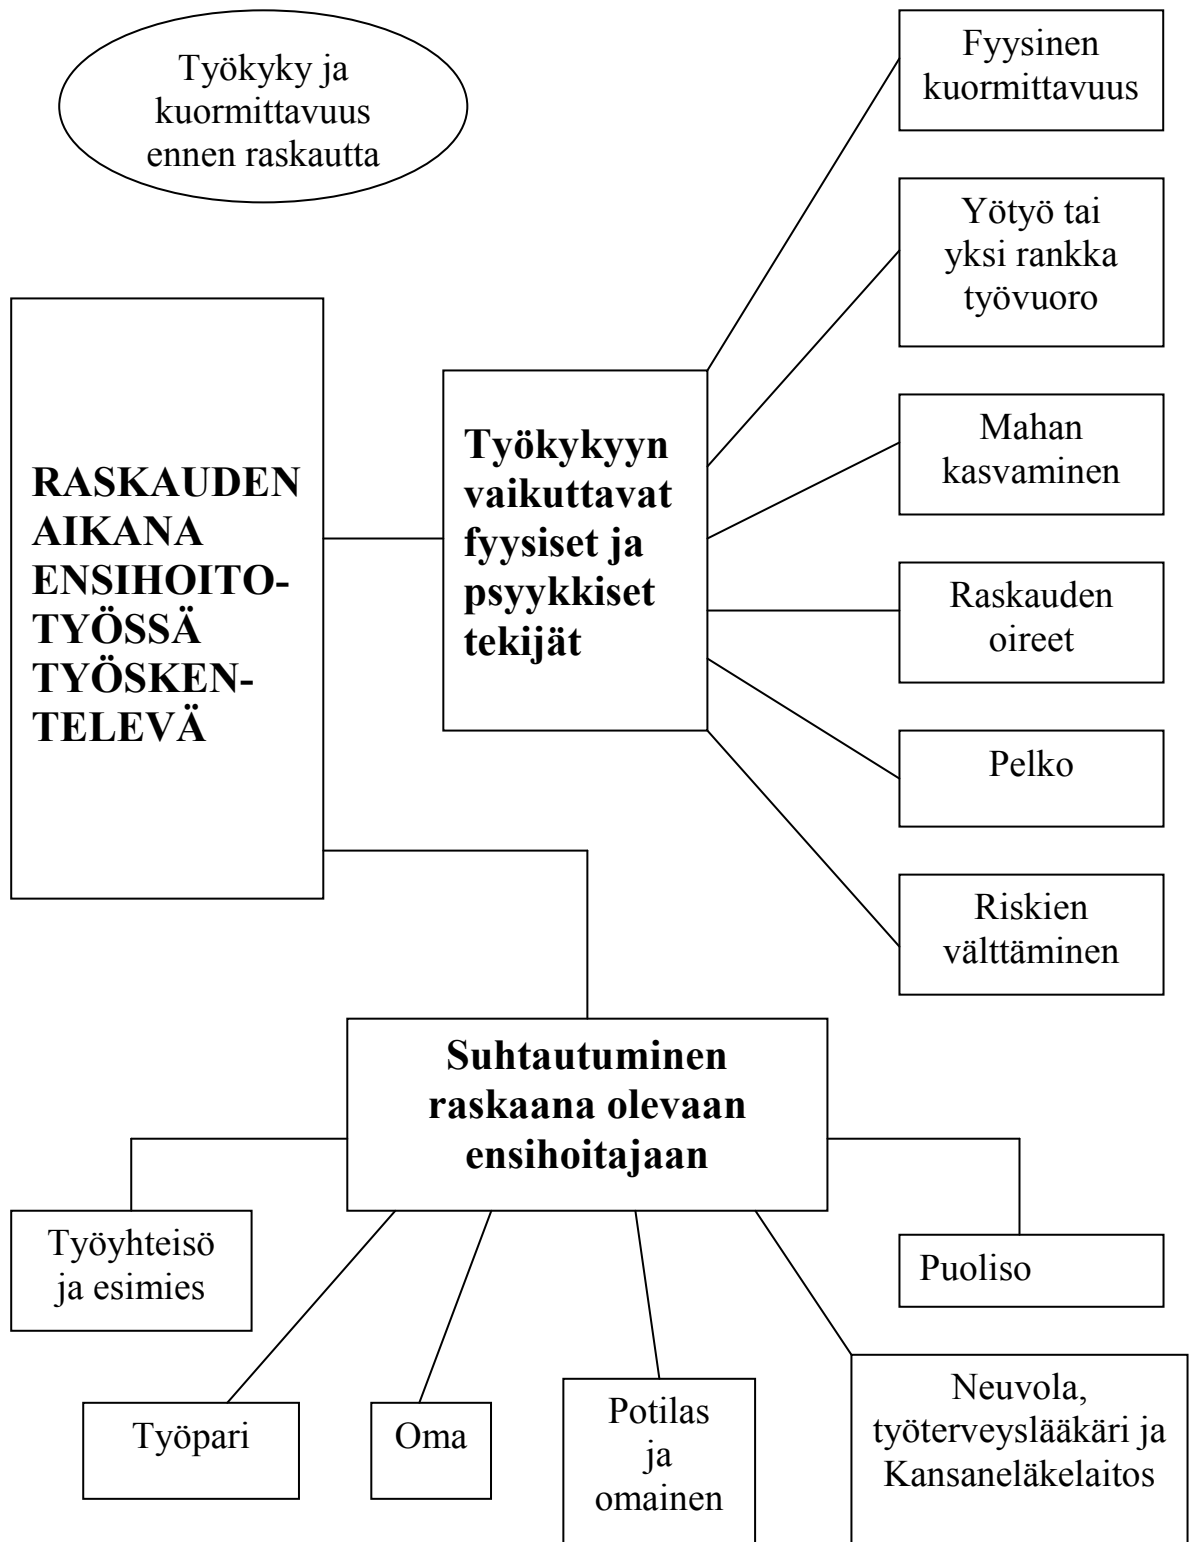 Työkyky ja
kuormittavuus
ennen raskautta
Fyysinen
kuormittavuus
Yötyö tai
yksi rankka
työvuoro
RASKAUDEN
AIKANA
ENSIHOITO-
TYÖSSÄ
TYÖSKEN-
TELEVÄ
Työkykyyn
vaikuttavat
fyysiset ja
psyykkiset
tekijät
Mahan
kasvaminen
Raskauden
oireet
Pelko
Riskien
välttäminen
Suhtautuminen
raskaana olevaan
ensihoitajaan
Työyhteisö
ja esimies
Työpari
Oma
Potilas
ja
omainen
Neuvola,
työterveyslääkäri ja
Kansaneläkelaitos
Puoliso